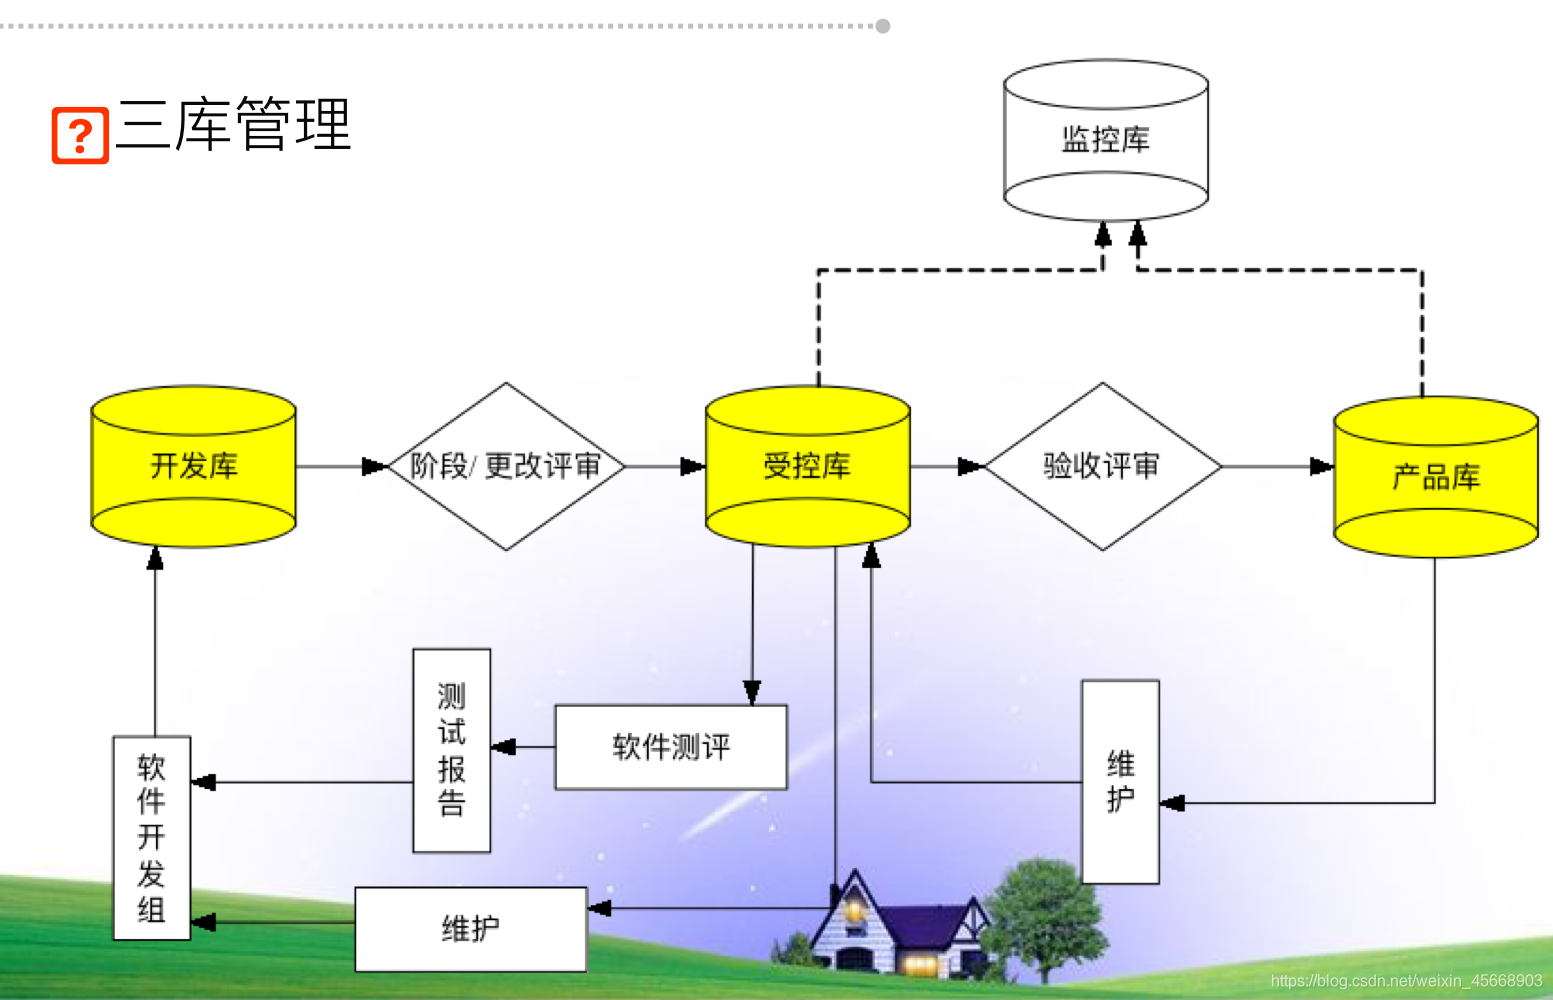 ?三库管理
监控库
开发库
阶段/ 更改评审
受控库
验收评审
产品库
测试报告
软件测评
维护
软件开发组
维护
https://blog.csdn.net/weixin_45668903